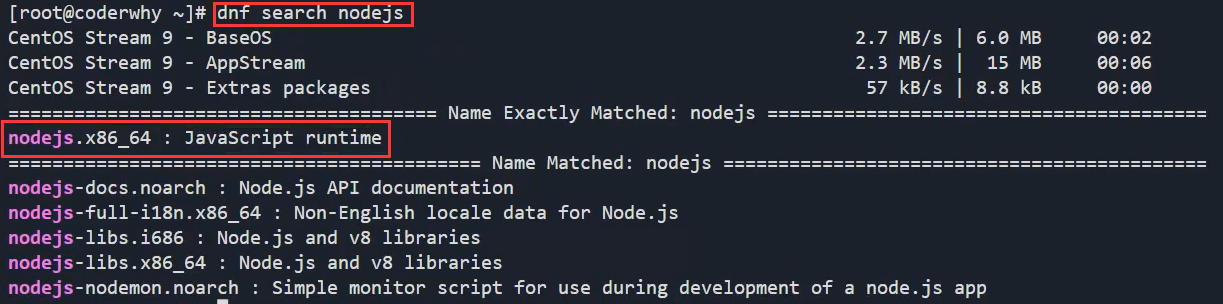 [root@coderwhy ~]# dnf search nodejs
CentOS Stream 9 - BaseOS 2.7 MB/s | 6.0 MB 00:02
CentOS Stream 9 - AppStream 2.3 MB/s | 15 MB 00:06
CentOS Stream 9 - Extras packages 57 kB/s | 8.8 kB 00:00
======================================= Name Exactly Matched: nodejs ========================================
nodejs.x86_64 : JavaScript runtime
=========================================== Name Matched: nodejs ============================================
nodejs-docs.noarch : Node.js API documentation
nodejs-full-i18n.x86_64 : Non-English locale data for Node.js
nodejs-libs.i686 : Node.js and v8 libraries
nodejs-libs.x86_64 : Node.js and v8 libraries
nodejs-nodemon.noarch : Simple monitor script for use during development of a node.js app